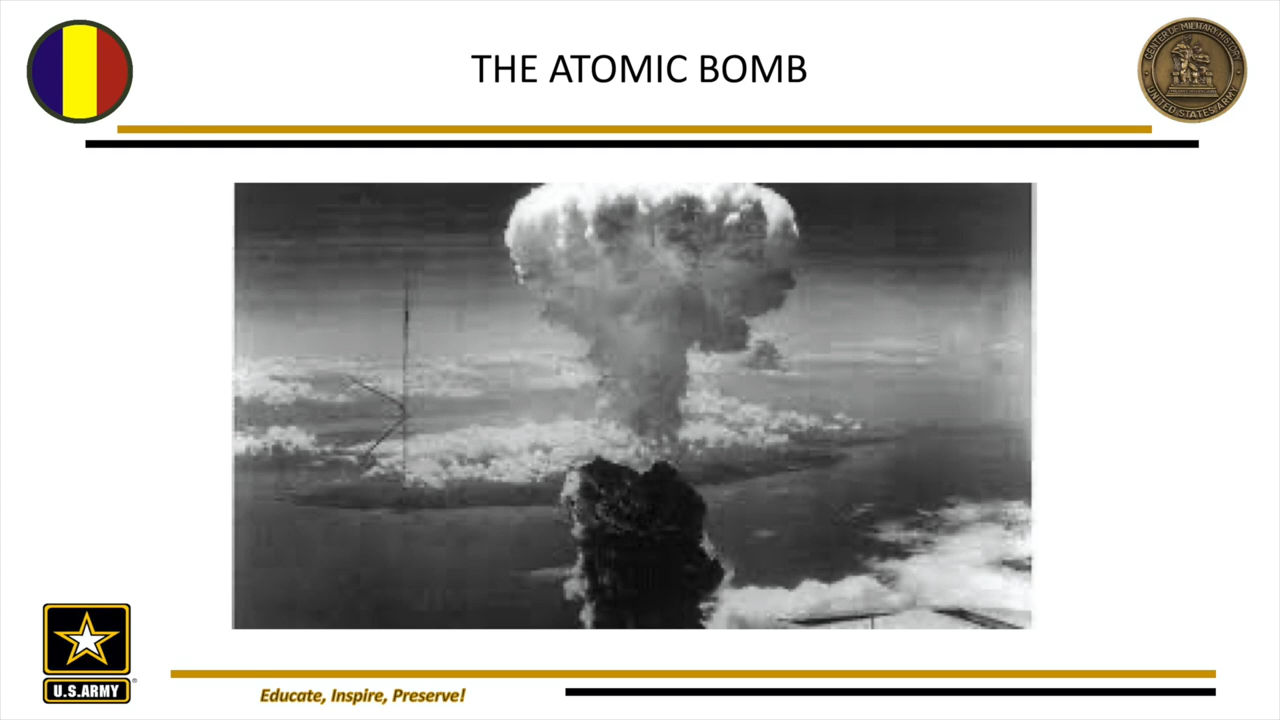 THE ATOMIC BOMB
CENTER OF MILITARY HISTORY
UNITED STATES ARMY
U.S.ARMY
Educate, Inspire, Preserve!